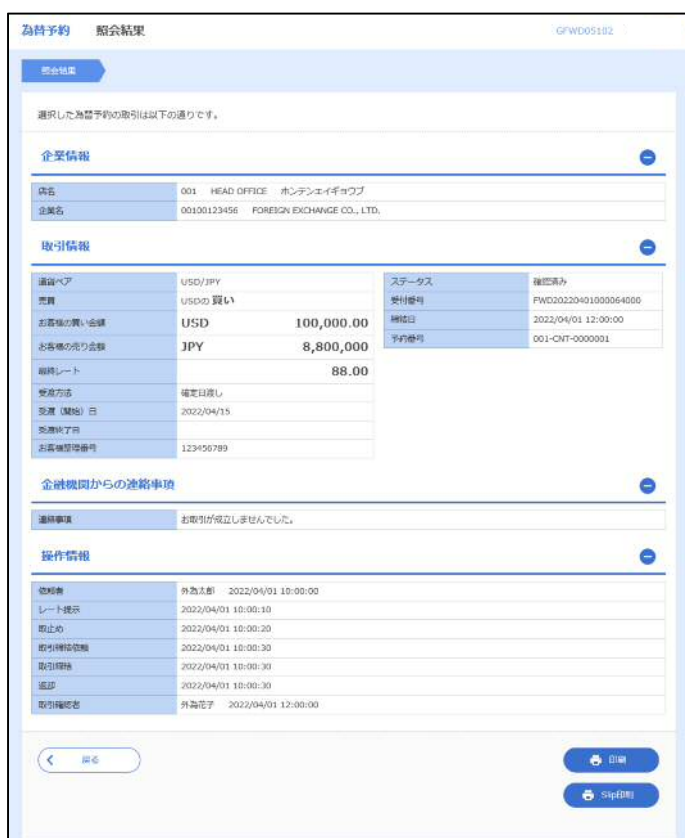 為替予約 照会結果 GFWD05102
照会結果
選択した為替予約の取引は以下の通りです。
企業情報
店名 001 HEAD OFFICE ホンテンエイギョウブ
企業名 00100123456 FOREIGN EXCHANGE CO., LTD.
取引情報
通貨ペア USD/JPY
売買 USDの 買い
お客様の買い金額 USD 100,000.00
お客様の売り金額 JPY 8,800,000
最終レート 88.00
受渡方法 確定日渡し
受渡(開始)日 2022/04/15
受渡終了日
お客様整理番号 123456789
ステータス 確認済み
受付番号 FWD20220401000064000
締結日 2022/04/01 12:00:00
予約番号 001-CNT-0000001
金融機関からの連絡事項
連絡事項 お取引が成立しませんでした。
操作情報
依頼者 外為太郎 2022/04/01 10:00:00
レート提示 2022/04/01 10:00:10
取止め 2022/04/01 10:00:20
取引締結依頼 2022/04/01 10:00:30
取引締結 2022/04/01 10:00:30
返却 2022/04/01 10:00:30
取引確認者 外為花子 2022/04/01 12:00:00
戻る
印刷
Slip印刷